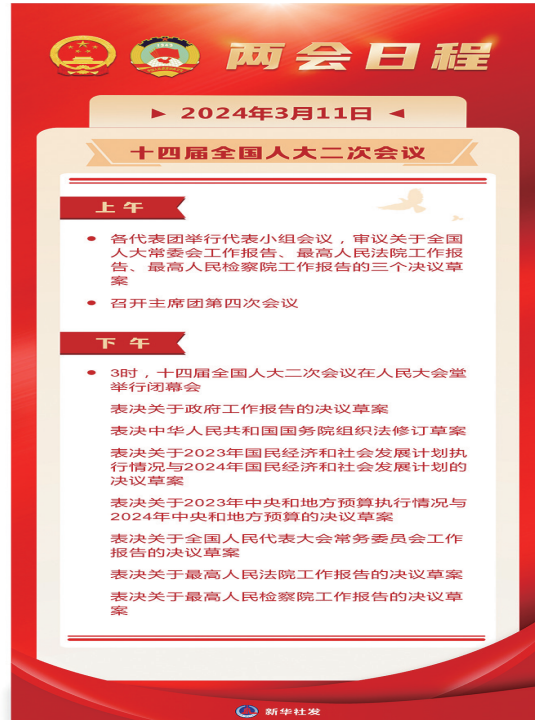 两会日程
► 2024年3月11日 ◄
十四届全国人大二次会议
上午
● 各代表团举行代表小组会议，审议关于全国
人大常委会工作报告、最高人民法院工作报
告、最高人民检察院工作报告的三个决议草
案
● 召开主席团第四次会议
下午
● 3时，十四届全国人大二次会议在人民大会堂
举行闭幕会
表决关于政府工作报告的决议草案
表决中华人民共和国国务院组织法修订草案
表决关于2023年国民经济和社会发展计划执
行情况与2024年国民经济和社会发展计划的
决议草案
表决关于2023年中央和地方预算执行情况与
2024年中央和地方预算的决议草案
表决关于全国人民代表大会常务委员会工作
报告的决议草案
表决关于最高人民法院工作报告的决议草案
表决关于最高人民检察院工作报告的决议草
案
新华社发